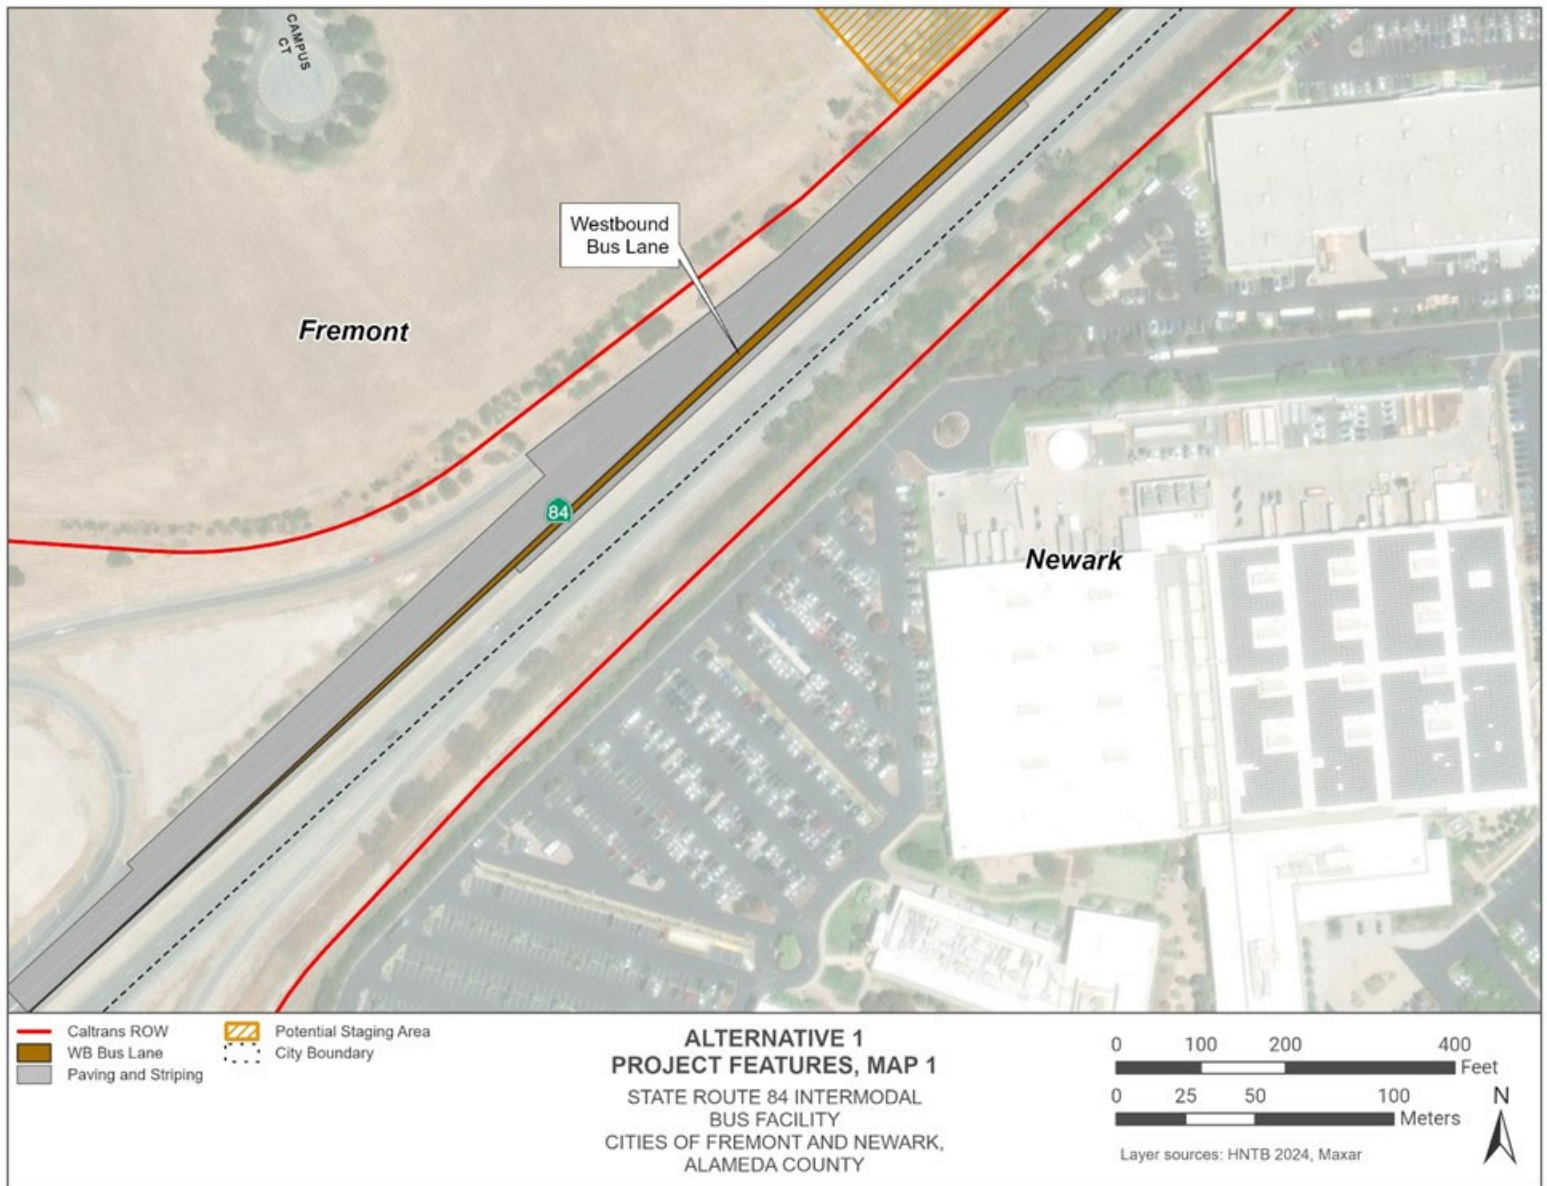 CAMPUS
CT
Westbound
Bus Lane
Fremont
84
Newark
Caltrans ROW
WB Bus Lane
Paving and Striping
Potential Staging Area
City Boundary
ALTERNATIVE 1
PROJECT FEATURES, MAP 1
STATE ROUTE 84 INTERMODAL
BUS FACILITY
CITIES OF FREMONT AND NEWARK,
ALAMEDA COUNTY
0 100 200 400
Feet
0 25 50 100
Meters
N
Layer sources: HNTB 2024, Maxar